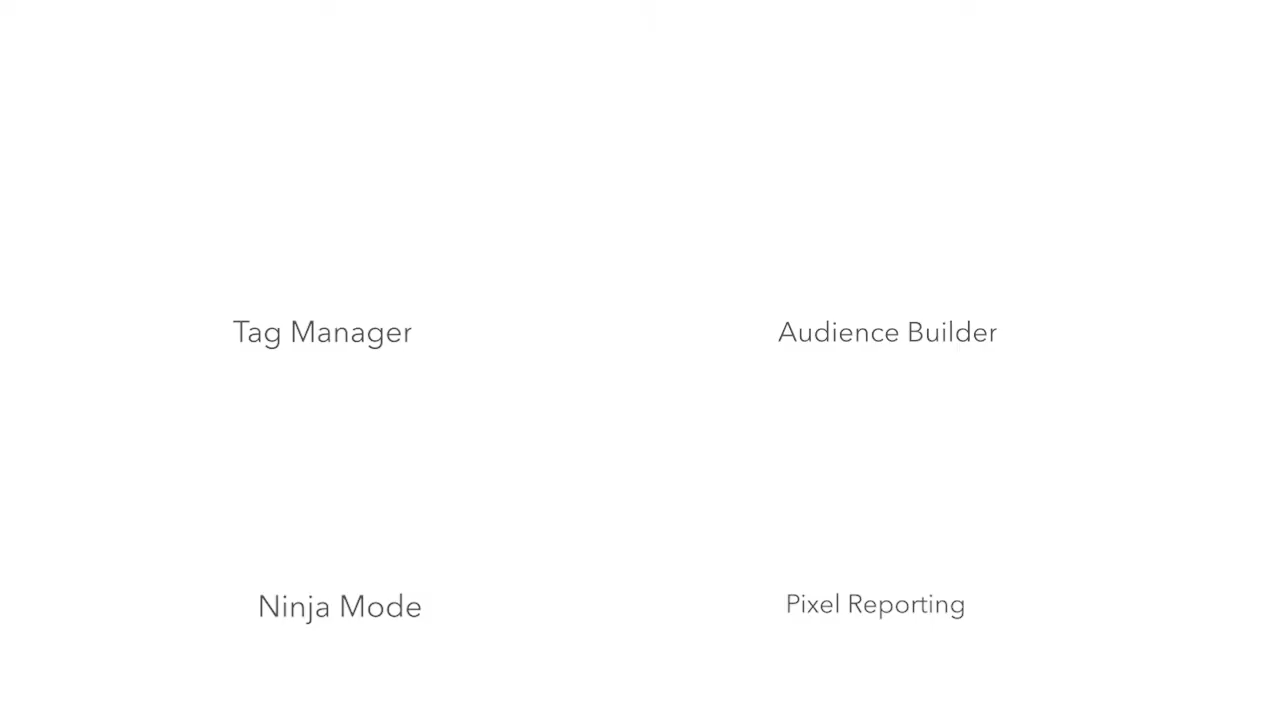 Tag Manager
Audience Builder
Ninja Mode
Pixel Reporting